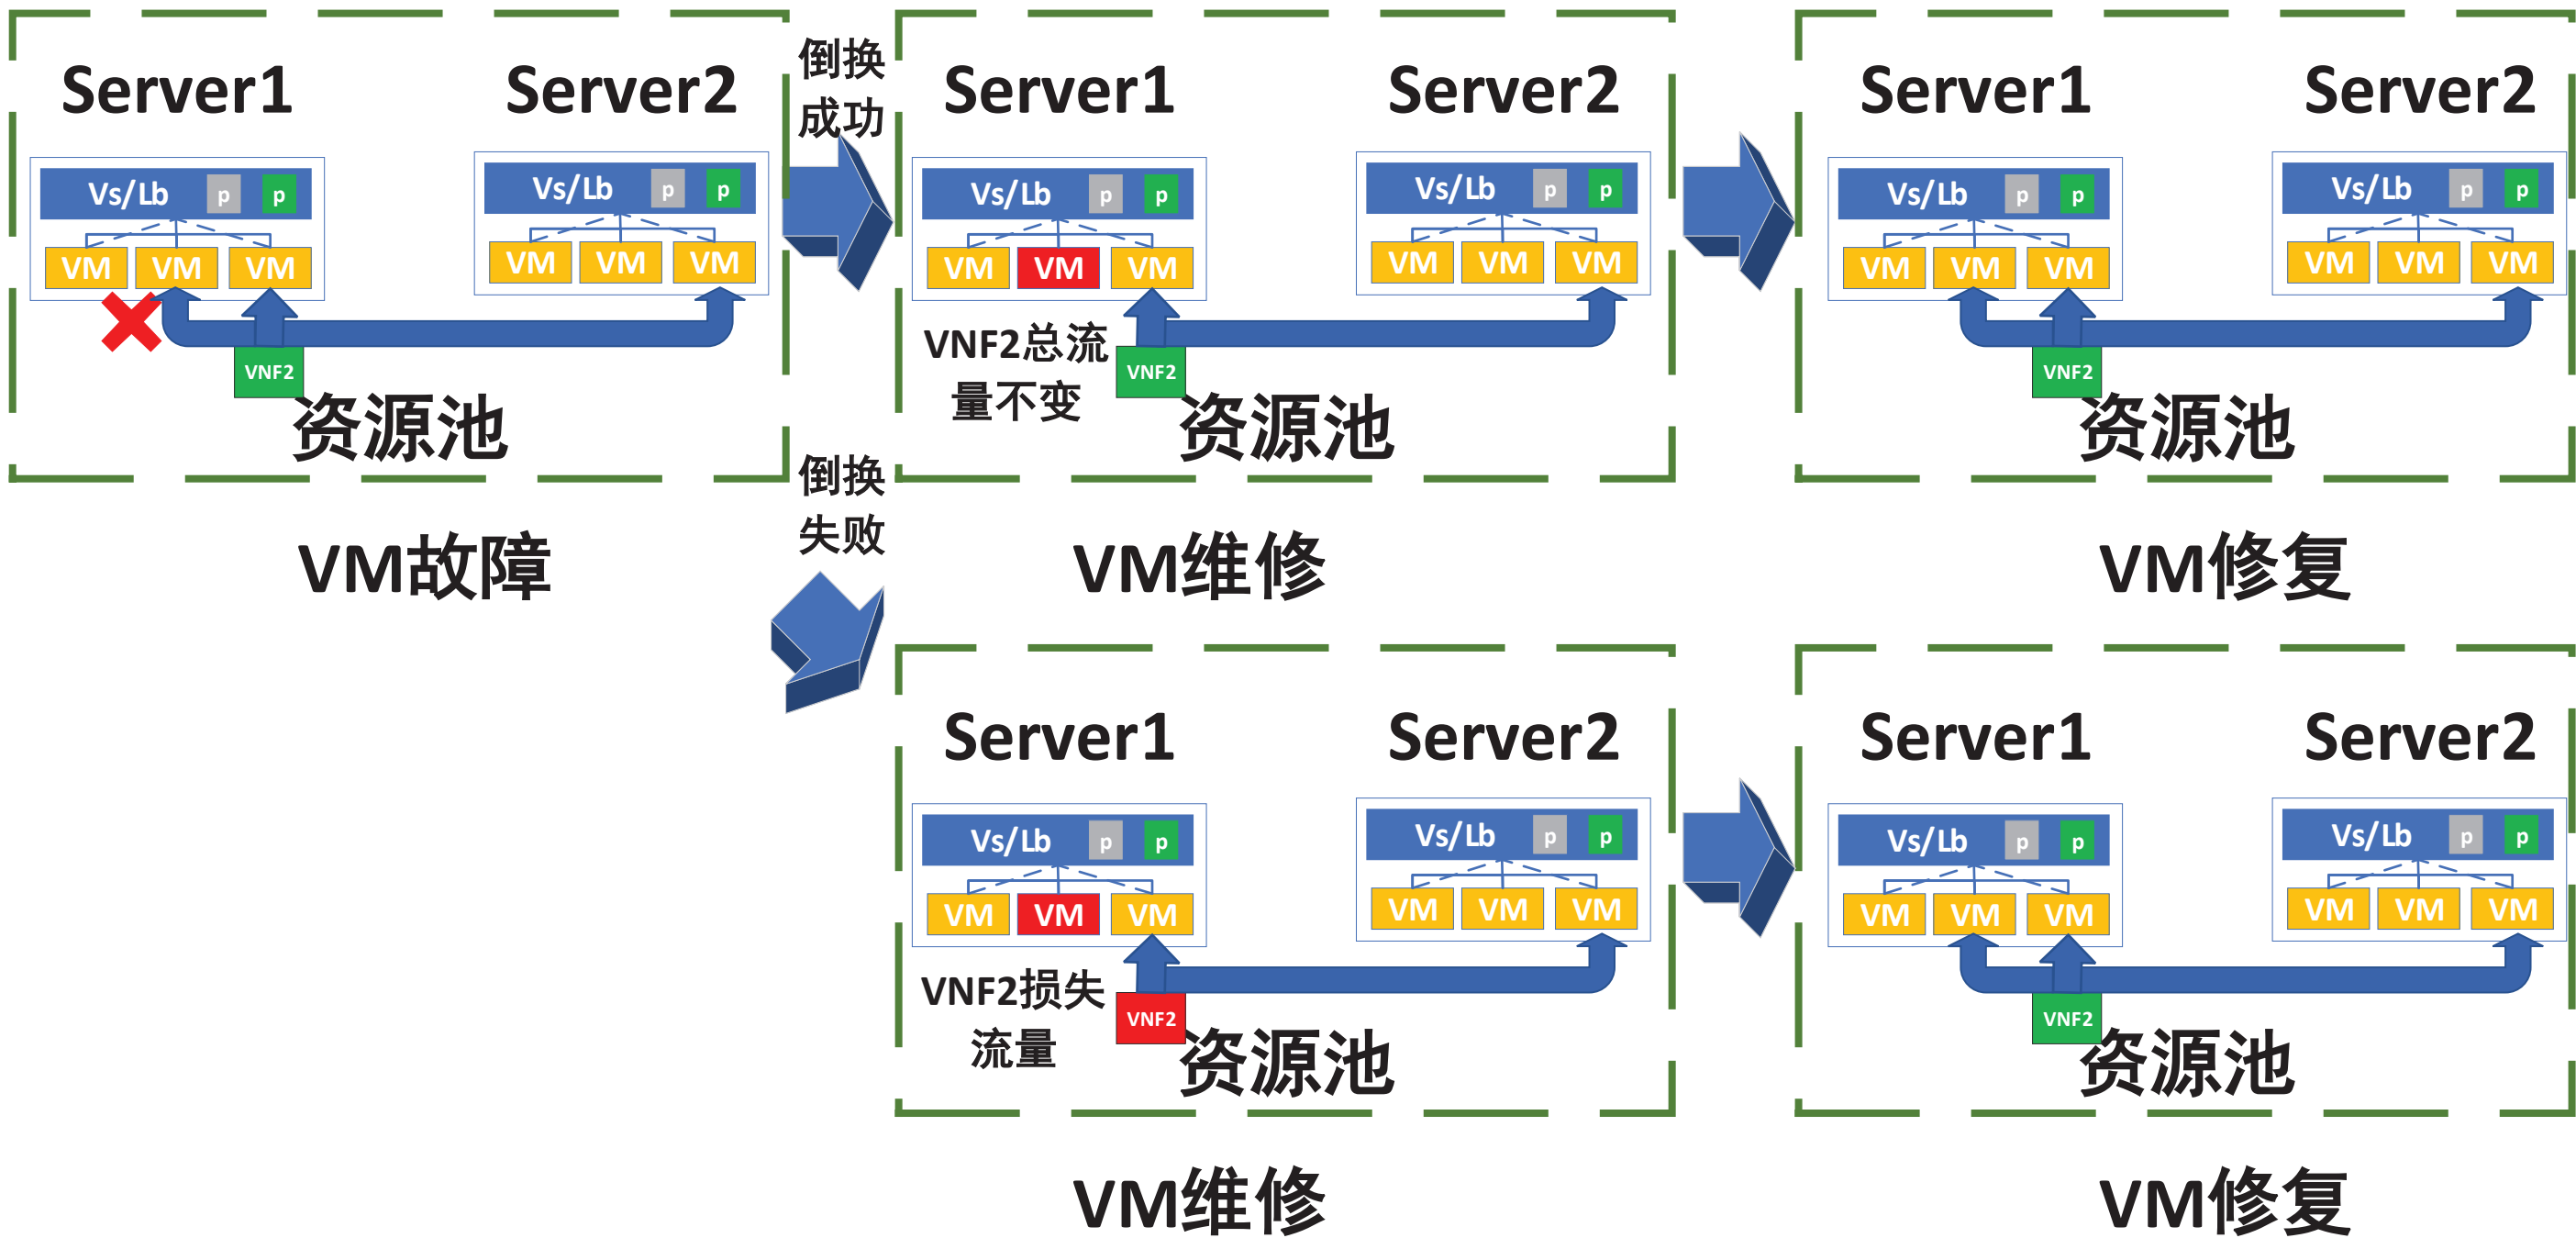 Server1
Server2
Vs/Lb p p
VM VM VM
Vs/Lb p p
VM VM VM
VNF2
资源池
VM故障
倒换
成功
Server1
Server2
Vs/Lb p p
VM VM VM
Vs/Lb p p
VM VM VM
VNF2总流
量不变
VNF2
资源池
VM维修
Server1
Server2
Vs/Lb p p
VM VM VM
Vs/Lb p p
VM VM VM
VNF2
资源池
VM修复
倒换
失败
Server1
Server2
Vs/Lb p p
VM VM VM
Vs/Lb p p
VM VM VM
VNF2损失
流量
VNF2
资源池
VM维修
Server1
Server2
Vs/Lb p p
VM VM VM
Vs/Lb p p
VM VM VM
VNF2
资源池
VM修复